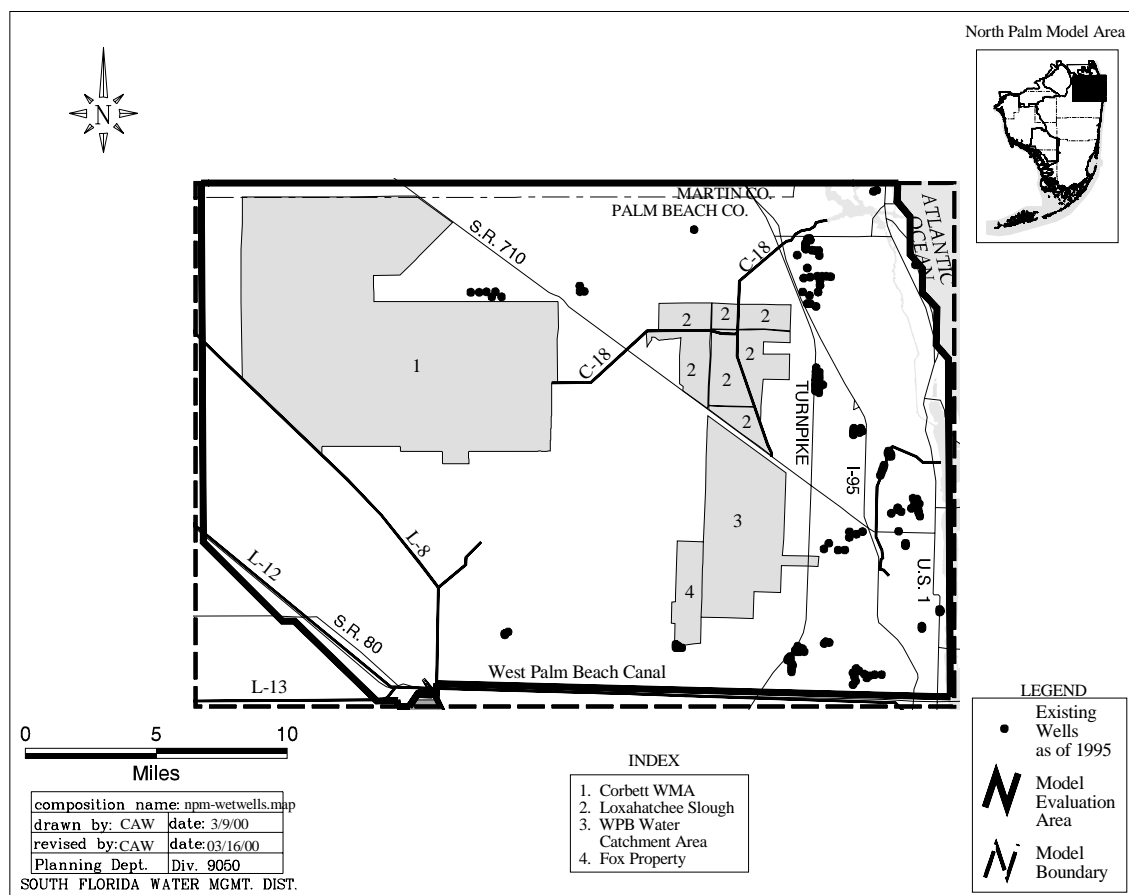 North Palm Model Area
N
MARTIN CO.
PALM BEACH CO.
ATLANTIC
OCEAN
S.R. 710
C-18
2
2
2
1
C-18
2
2
2
2
TURNPIKE
I-95
3
L-8
L-12
S.R. 80
4
U.S. 1
West Palm Beach Canal
L-13
0 5 10
Miles
composition name: npm-wetwells.map
drawn by: CAW date: 3/9/00
revised by: CAW date: 03/16/00
Planning Dept. Div. 9050
SOUTH FLORIDA WATER MGMT. DIST.
INDEX
1. Corbett WMA
2. Loxahatchee Slough
3. WPB Water
Catchment Area
4. Fox Property
LEGEND
Existing
Wells
as of 1995
Model
Evaluation
Area
Model
Boundary